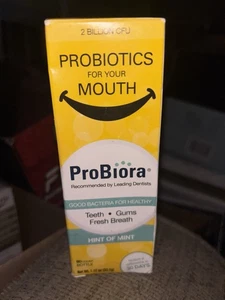 2 BILLION CFU
PROBIOTICS
FOR YOUR
MOUTH
ProBiora®
Recommended by Leading Dentists
GOOD BACTERIA FOR HEALTHY
Teeth • Gums
Fresh Breath
HINT OF MINT